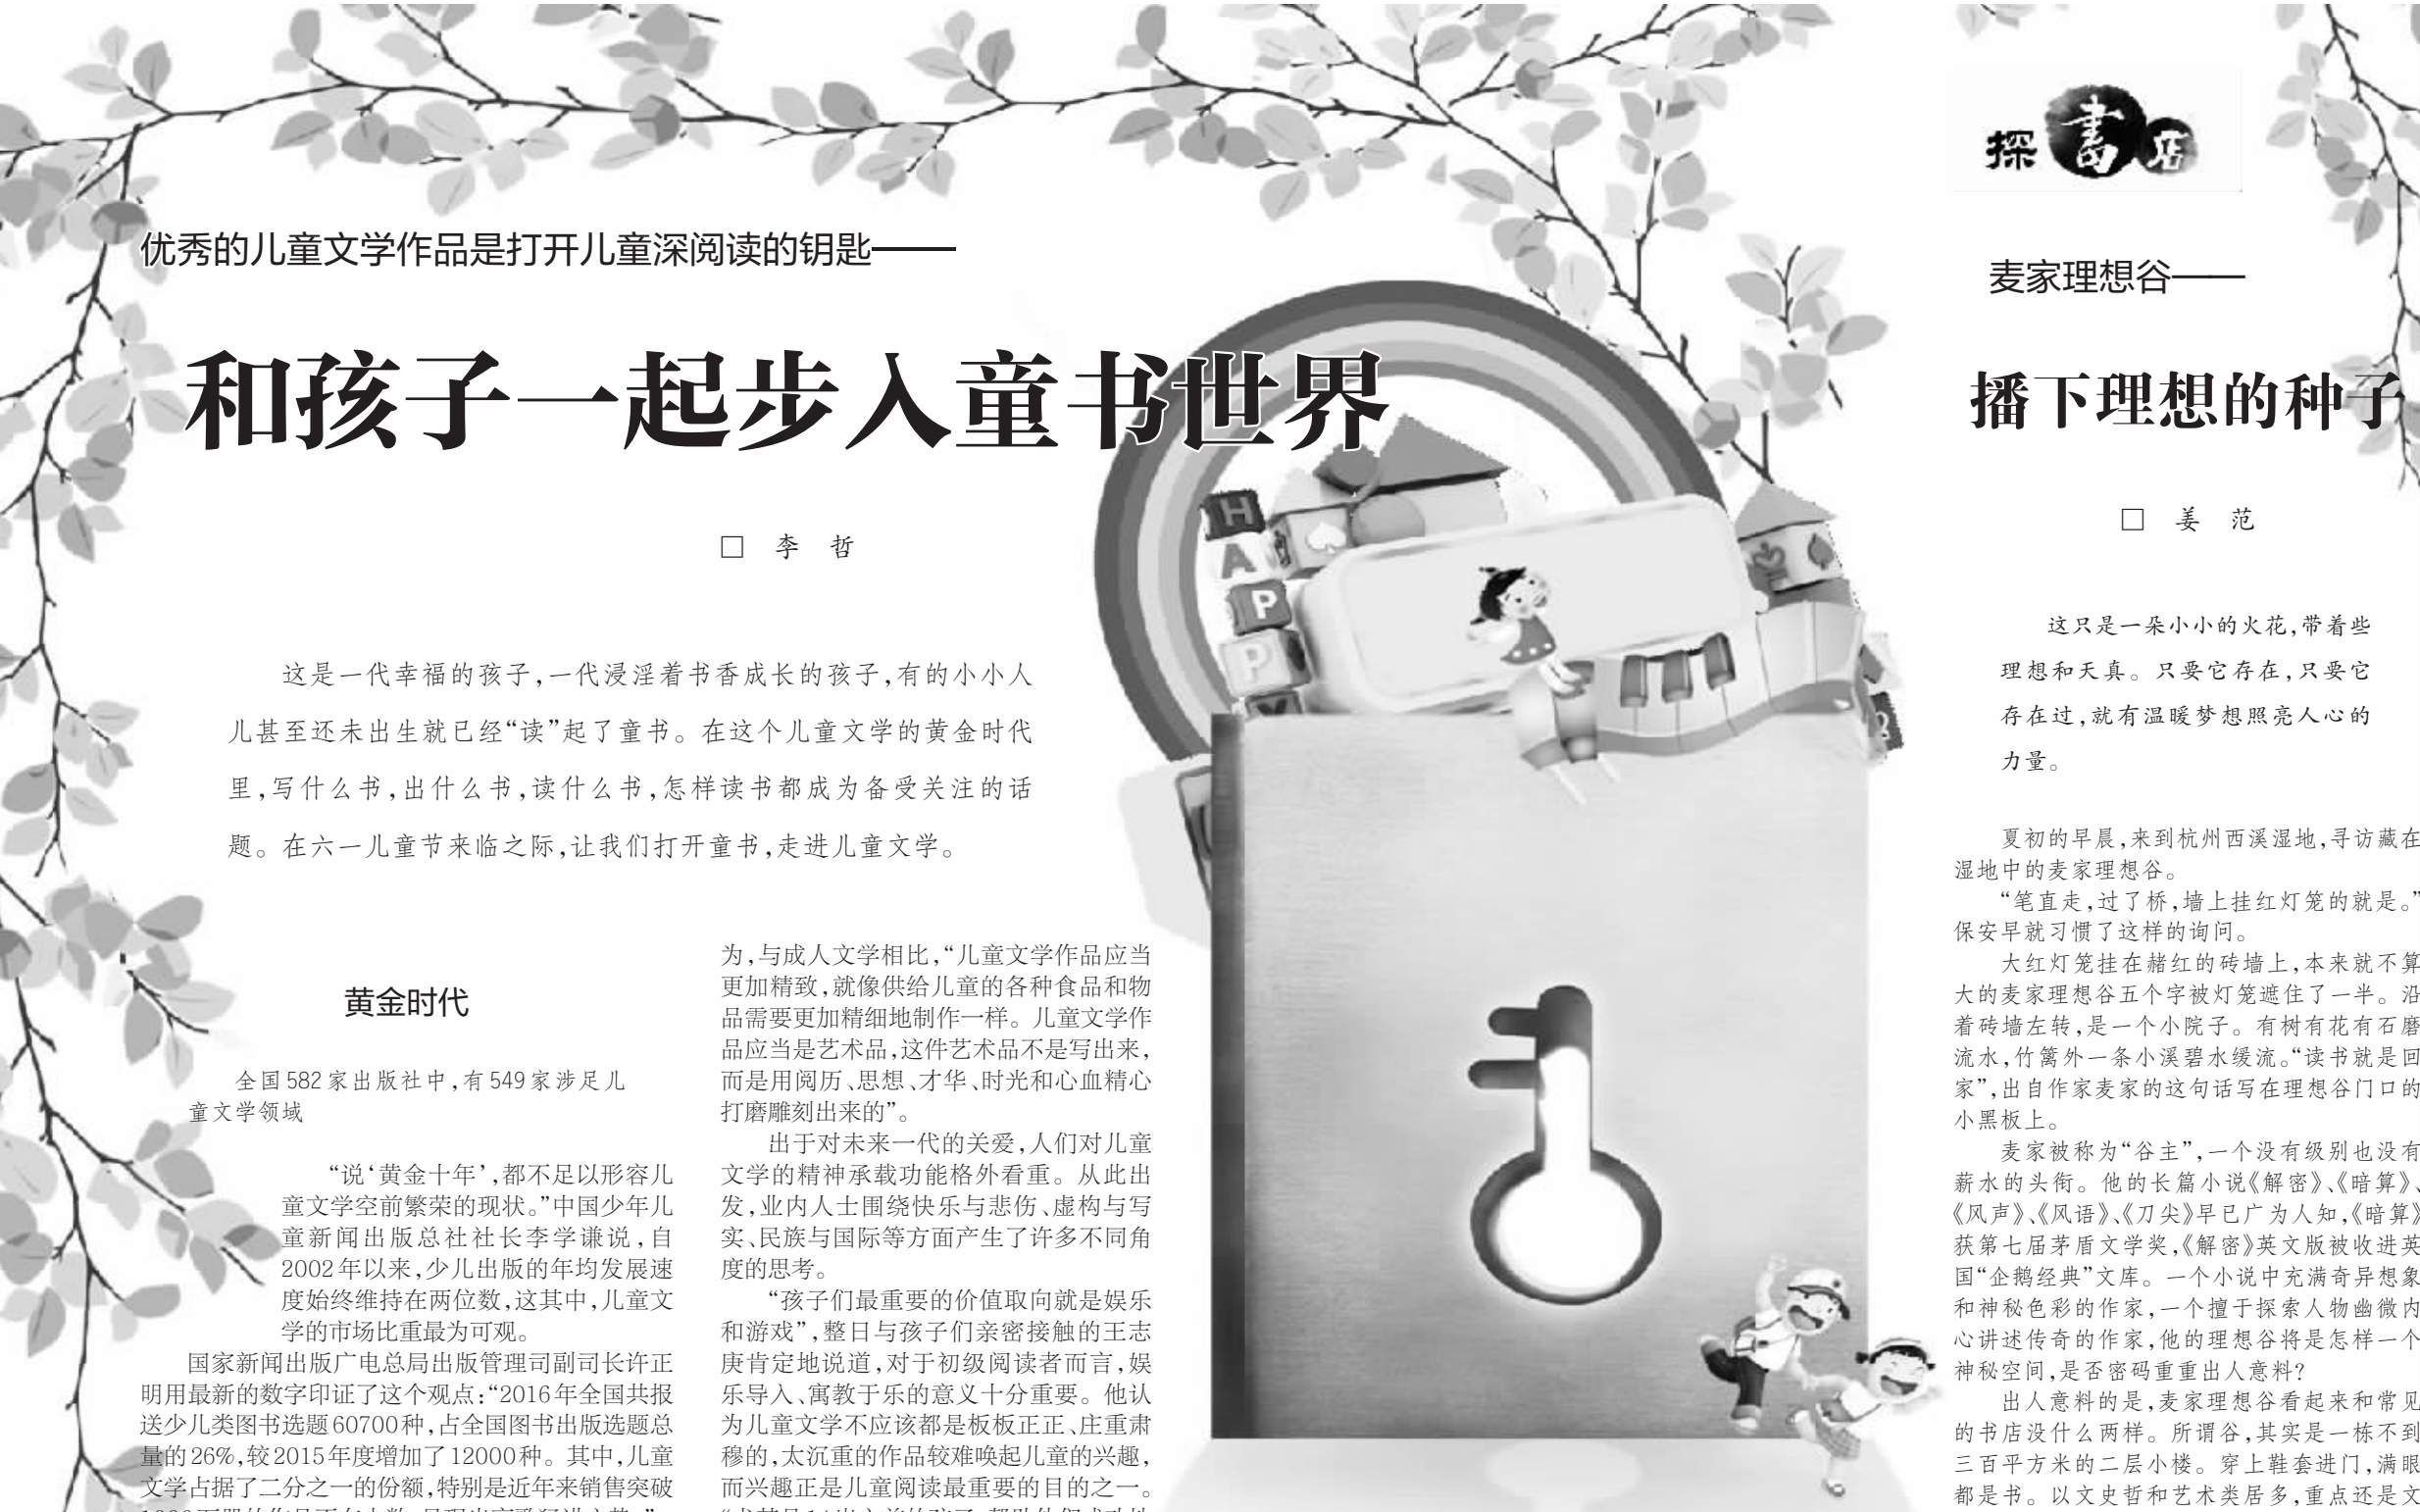 优秀的儿童文学作品是打开儿童深阅读的钥匙——
和孩子一起步入童书世界
□ 李 哲
这是一代幸福的孩子,一代浸淫着书香成长的孩子,有的小小人
儿甚至还未出生就已经“读”起了童书。在这个儿童文学的黄金时代
里,写什么书,出什么书,读什么书,怎样读书都成为备受关注的话
题。在六一儿童节来临之际,让我们打开童书,走进儿童文学。
黄金时代
全国582家出版社中,有549家涉足儿
童文学领域
“说‘黄金十年’,都不足以形容儿
童文学空前繁荣的现状。”中国少年儿
童新闻出版总社社长李学谦说,自
2002年以来,少儿出版的年均发展速
度始终维持在两位数,这其中,儿童文
学的市场比重最为可观。
国家新闻出版广电总局出版管理司副司长许正
明用最新的数字印证了这个观点:“2016年全国共报
送少儿类图书选题60700种,占全国图书出版选题总
量的26%,较2015年度增加了12000种。其中,儿童
文学占据了二分之一的份额,特别是近年来销售突破
为,与成人文学相比,“儿童文学作品应当
更加精致,就像供给儿童的各种食品和物
品需要更加精细地制作一样。儿童文学作
品应当是艺术品,这件艺术品不是写出来,
而是用阅历、思想、才华、时光和心血精心
打磨雕刻出来的”。
出于对未来一代的关爱,人们对儿童
文学的精神承载功能格外看重。从此出
发,业内人士围绕快乐与悲伤、虚构与写
实、民族与国际等方面产生了许多不同角
度的思考。
“孩子们最重要的价值取向就是娱乐
和游戏”,整日与孩子们亲密接触的王志
庚肯定地说道,对于初级阅读者而言,娱
乐导入、寓教于乐的意义十分重要。他认
为儿童文学不应该都是板板正正、庄重肃
穆的,太沉重的作品较难唤起儿童的兴趣,
而兴趣正是儿童阅读最重要的目的之一。
H
A
P
P
Y
探書店
麦家理想谷——
播下理想的种子
□ 姜 范
这只是一朵小小的火花,带着些
理想和天真。只要它存在,只要它
存在过,就有温暖梦想照亮人心的
力量。
夏初的早晨,来到杭州西溪湿地,寻访藏在
湿地中的麦家理想谷。
“笔直走,过了桥,墙上挂红灯笼的就是。”
保安早就习惯了这样的询问。
大红灯笼挂在赭红的砖墙上,本来就不算
大的麦家理想谷五个字被灯笼遮住了一半。沿
着砖墙左转,是一个小院子。有树有花有石磨
流水,竹篱外一条小溪碧水缓流。“读书就是回
家”,出自作家麦家的这句话写在理想谷门口的
小黑板上。
麦家被称为“谷主”,一个没有级别也没有
薪水的头衔。他的长篇小说《解密》、《暗算》、
《风声》、《风语》、《刀尖》早已广为人知,《暗算》
获第七届茅盾文学奖,《解密》英文版被收进英
国“企鹅经典”文库。一个小说中充满奇异想象
和神秘色彩的作家,一个擅于探索人物幽微内
心讲述传奇的作家,他的理想谷将是怎样一个
神秘空间,是否密码重重出人意料?
出人意料的是,麦家理想谷看起来和常见
的书店没什么两样。所谓谷,其实是一栋不到
三百平方米的二层小楼。穿上鞋套进门,满眼
都是书。以文史哲和艺术类居多,重点还是文